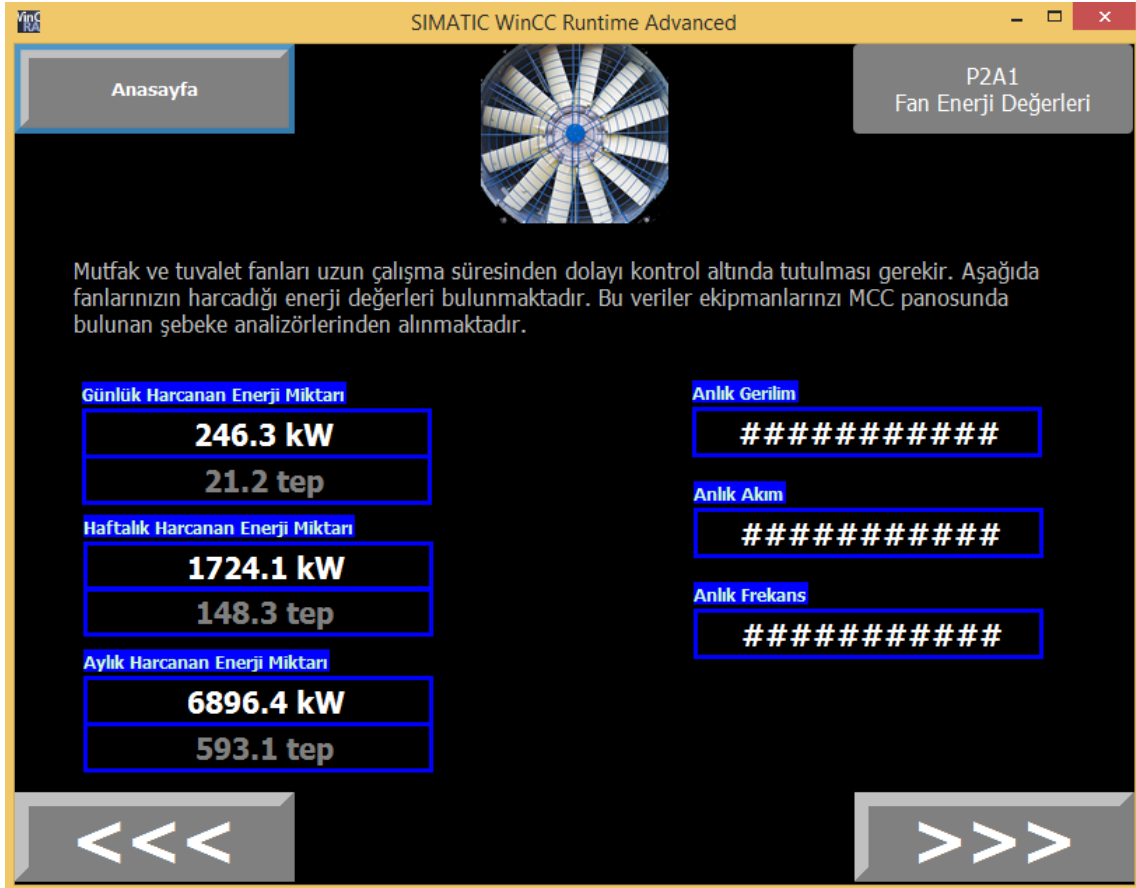 SIMATIC WinCC Runtime Advanced
Anasayfa
P2A1
Fan Enerji Değerleri
Mutfak ve tuvalet fanları uzun çalışma süresinden dolayı kontrol altında tutulması gerekir. Aşağıda
fanlarınızın harcadığı enerji değerleri bulunmaktadır. Bu veriler ekipmanlarınzı MCC panosunda
bulunan şebeke analizörlerinden alınmaktadır.
Günlük Harcanan Enerji Miktarı
246.3 kW
21.2 tep
Haftalık Harcanan Enerji Miktarı
1724.1 kW
148.3 tep
Aylık Harcanan Enerji Miktarı
6896.4 kW
593.1 tep
Anlık Gerilim
###########
Anlık Akım
###########
Anlık Frekans
###########
<<<
>>>